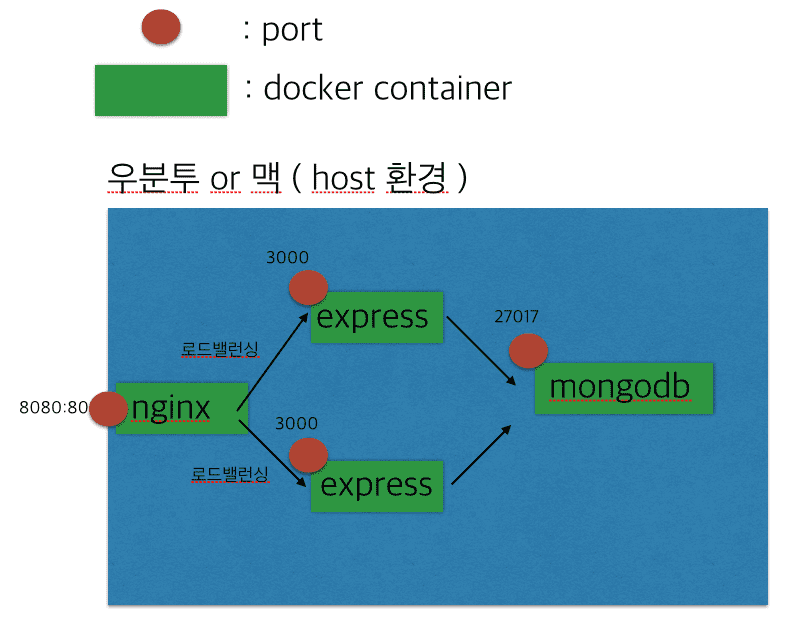 : port
: docker container
우분투 or 맥 ( host 환경 )
3000
express
로드밸런싱
27017
mongodb
8080:80
nginx
3000
로드밸런싱
express